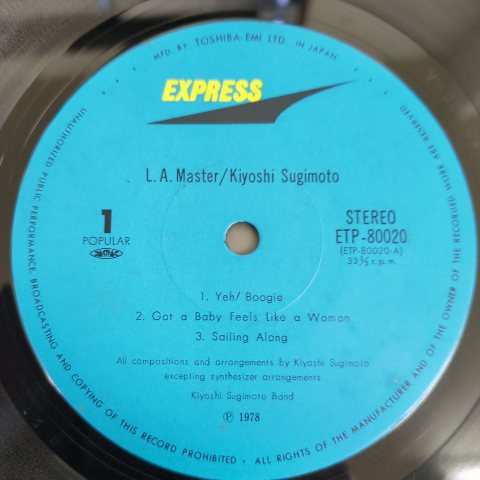 MFD. BY TOSHIBA-EMI LTD. IN JAPAN
EXPRESS
L.A. Master/Kiyoshi Sugimoto
1
POPULAR
STEREO
ETP-80020
(ETP-80020-A)
33⅓ r.p.m.
1. Yeh! Boogie
2. Got a Baby Feels Like a Woman
3. Sailing Along
All compositions and arrangements by Kiyoshi Sugimoto
excepting synthesizer arrangements
Kiyoshi Sugimoto Band
℗ 1978
UNAUTHORIZED PUBLIC PERFORMANCE, BROADCASTING AND COPYING OF THIS RECORD PROHIBITED • ALL RIGHTS OF THE MANUFACTURER AND OF THE OWNER OF THE RECORDED WORK ARE RESERVED